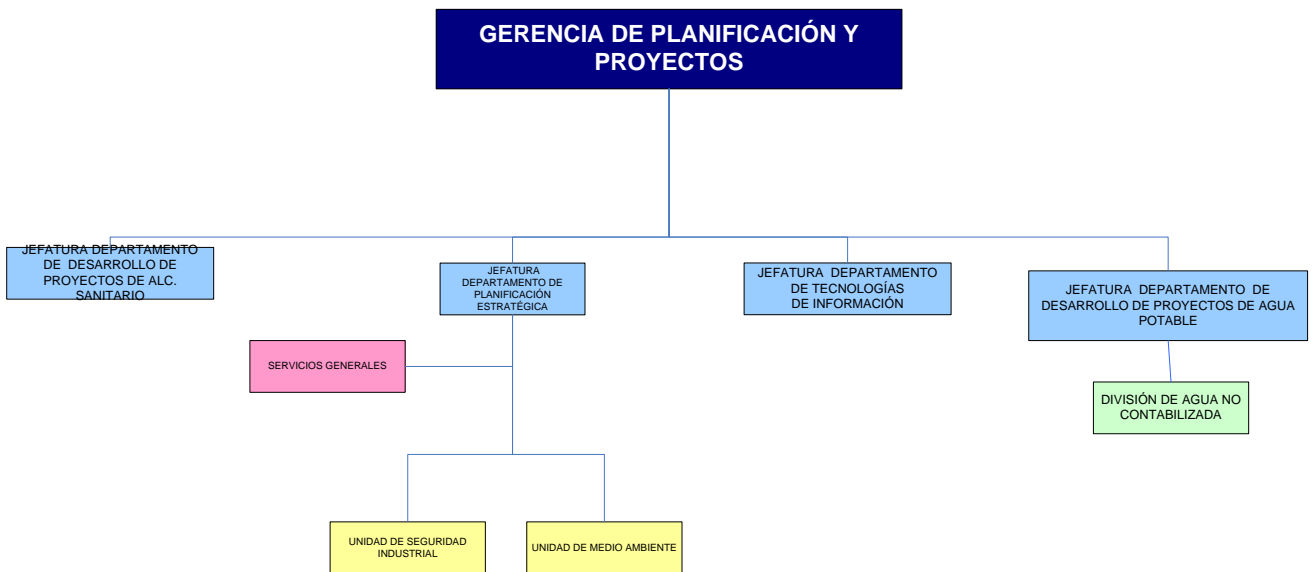 GERENCIA DE PLANIFICACIÓN Y
PROYECTOS
JEFATURA DEPARTAMENTO
DE DESARROLLO DE
PROYECTOS DE ALC.
SANITARIO
JEFATURA
DEPARTAMENTO DE
PLANIFICACIÓN
ESTRATÉGICA
JEFATURA DEPARTAMENTO
DE TECNOLOGÍAS
DE INFORMACIÓN
JEFATURA DEPARTAMENTO DE
DESARROLLO DE PROYECTOS DE AGUA
POTABLE
SERVICIOS GENERALES
DIVISIÓN DE AGUA NO
CONTABILIZADA
UNIDAD DE SEGURIDAD
INDUSTRIAL
UNIDAD DE MEDIO AMBIENTE